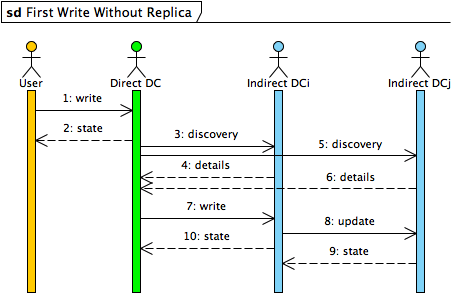 sd First Write Without Replica
User
Direct DC
Indirect DCi
Indirect DCj
1: write
2: state
3: discovery
5: discovery
4: details
6: details
7: write
8: update
10: state
9: state